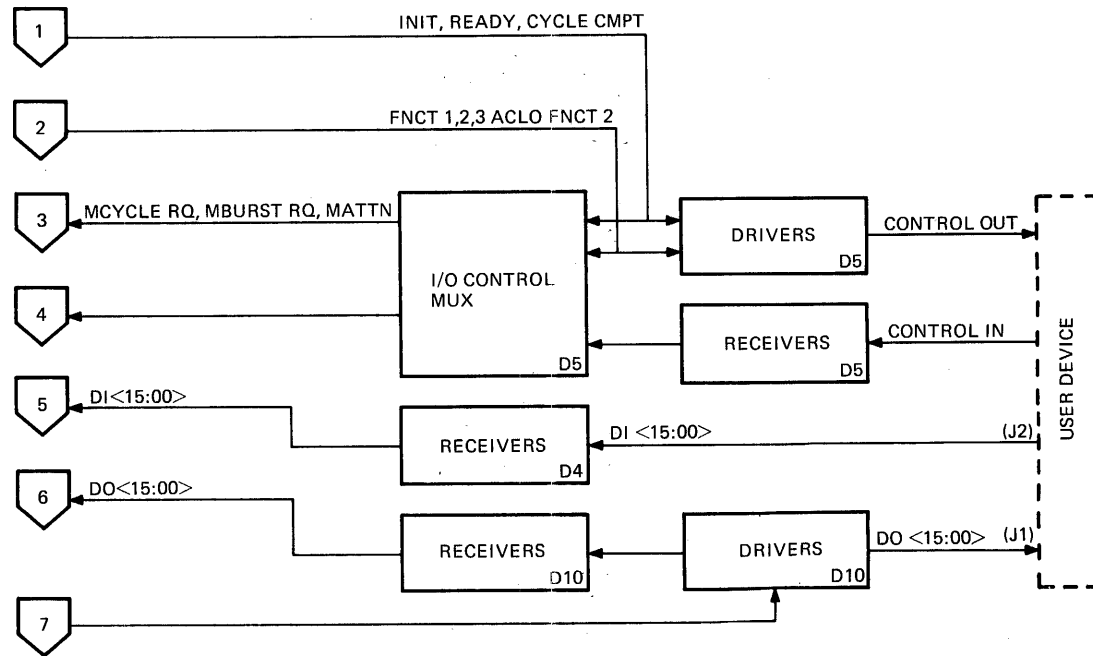 1
INIT, READY, CYCLE CMPT
2
FNCT 1,2,3 ACLO FNCT 2
3
MCYCLE RQ, MBURST RQ, MATTN
I/O CONTROL
MUX
D5
DRIVERS
D5
CONTROL OUT
4
RECEIVERS
D5
CONTROL IN
USER DEVICE
5
DI<15:00>
RECEIVERS
D4
DI <15:00>
(J2)
6
DO<15:00>
RECEIVERS
D10
DRIVERS
D10
DO <15:00>
(J1)
7